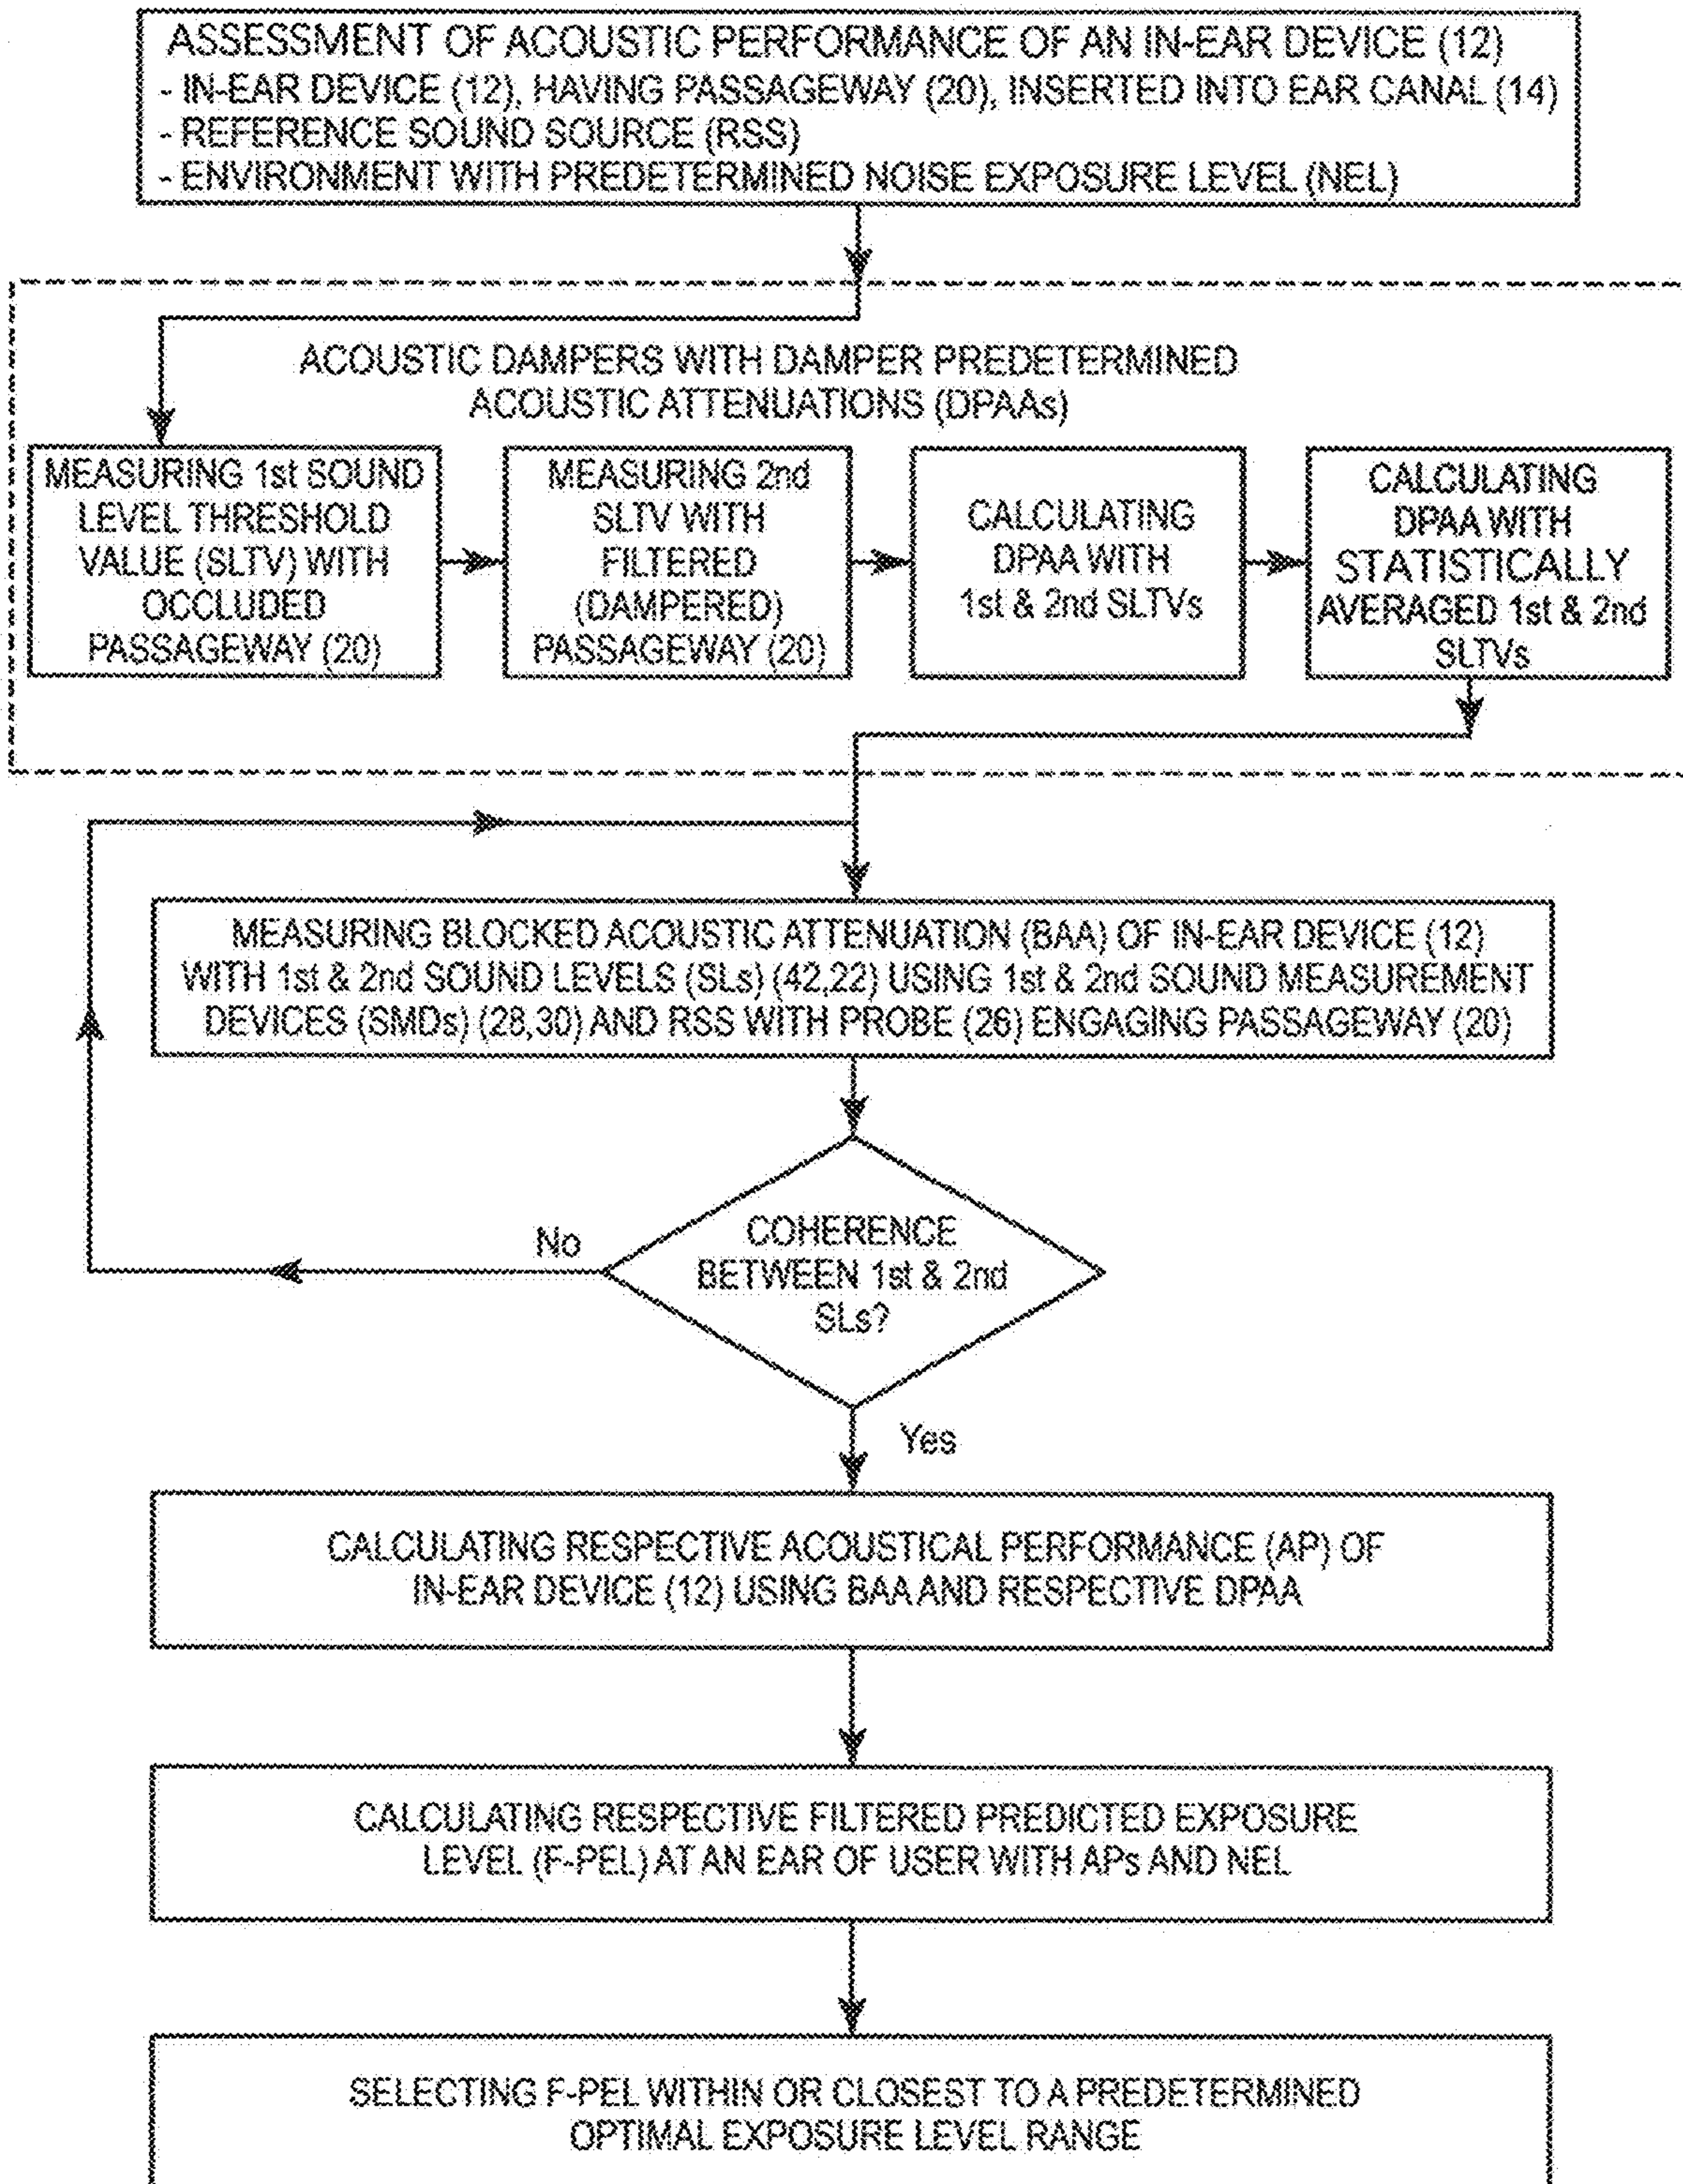 ASSESSMENT OF ACOUSTIC PERFORMANCE OF AN IN-EAR DEVICE (12)
- IN-EAR DEVICE (12), HAVING PASSAGEWAY (20), INSERTED INTO EAR CANAL (14)
- REFERENCE SOUND SOURCE (RSS)
- ENVIRONMENT WITH PREDETERMINED NOISE EXPOSURE LEVEL (NEL)
ACOUSTIC DAMPERS WITH DAMPER PREDETERMINED
ACOUSTIC ATTENUATIONS (DPAAs)
MEASURING 1st SOUND
LEVEL THRESHOLD
VALUE (SLTV) WITH
OCCLUDED
PASSAGEWAY (20)
MEASURING 2nd
SLTV WITH
FILTERED
(DAMPERED)
PASSAGEWAY (20)
CALCULATING
DPAA WITH
1st & 2nd SLTVs
CALCULATING
DPAA WITH
STATISTICALLY
AVERAGED 1st & 2nd
SLTVs
MEASURING BLOCKED ACOUSTIC ATTENUATION (BAA) OF IN-EAR DEVICE (12)
WITH 1st & 2nd SOUND LEVELS (SLs) (42,22) USING 1st & 2nd SOUND MEASUREMENT
DEVICES (SMDs) (28,30) AND RSS WITH PROBE (26) ENGAGING PASSAGEWAY (20)
COHERENCE
BETWEEN 1st & 2nd
SLs?
No
Yes
CALCULATING RESPECTIVE ACOUSTICAL PERFORMANCE (AP) OF
IN-EAR DEVICE (12) USING BAA AND RESPECTIVE DPAA
CALCULATING RESPECTIVE FILTERED PREDICTED EXPOSURE
LEVEL (F-PEL) AT AN EAR OF USER WITH APs AND NEL
SELECTING F-PEL WITHIN OR CLOSEST TO A PREDETERMINED
OPTIMAL EXPOSURE LEVEL RANGE